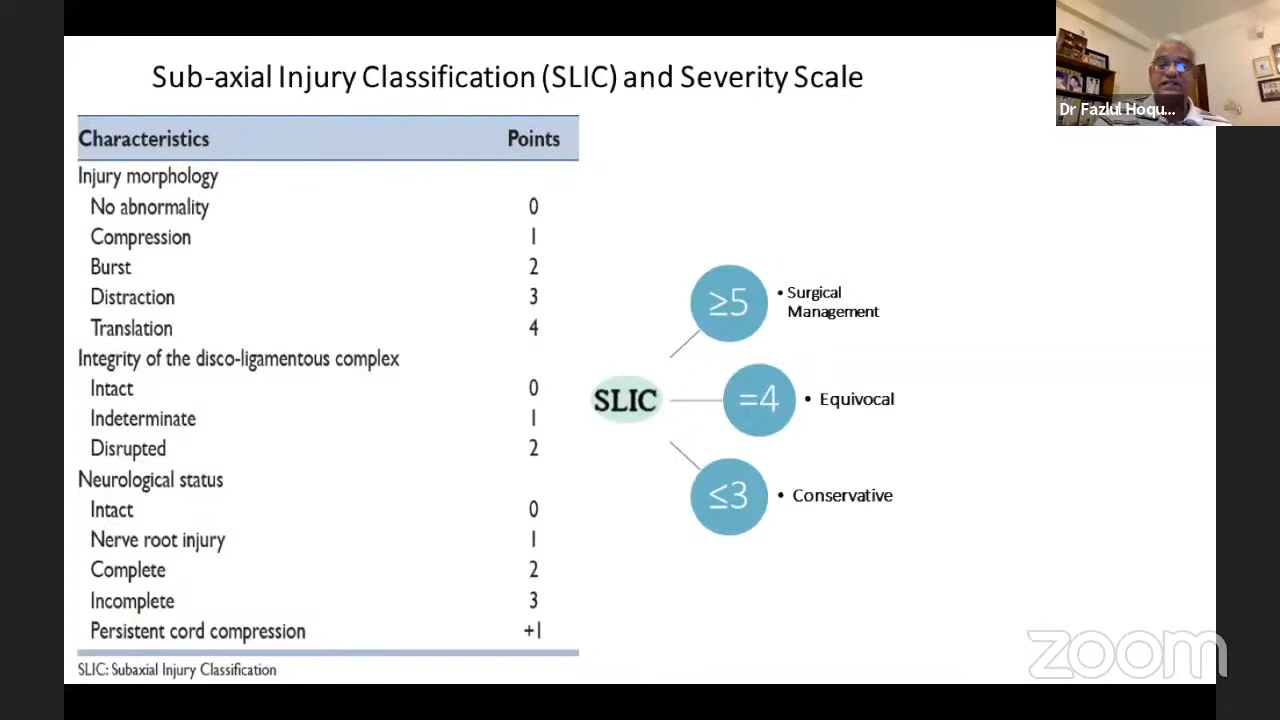 Sub-axial Injury Classification (SLIC) and Severity Scale
Dr Fazlul Hoqu...
Characteristics Points
Injury morphology
No abnormality 0
Compression 1
Burst 2
Distraction 3
Translation 4
Integrity of the disco-ligamentous complex
Intact 0
Indeterminate 1
Disrupted 2
Neurological status
Intact 0
Nerve root injury 1
Complete 2
Incomplete 3
Persistent cord compression +1
SLIC: Subaxial Injury Classification
SLIC
≥5
• Surgical
Management
=4
• Equivocal
≤3
• Conservative
zoom